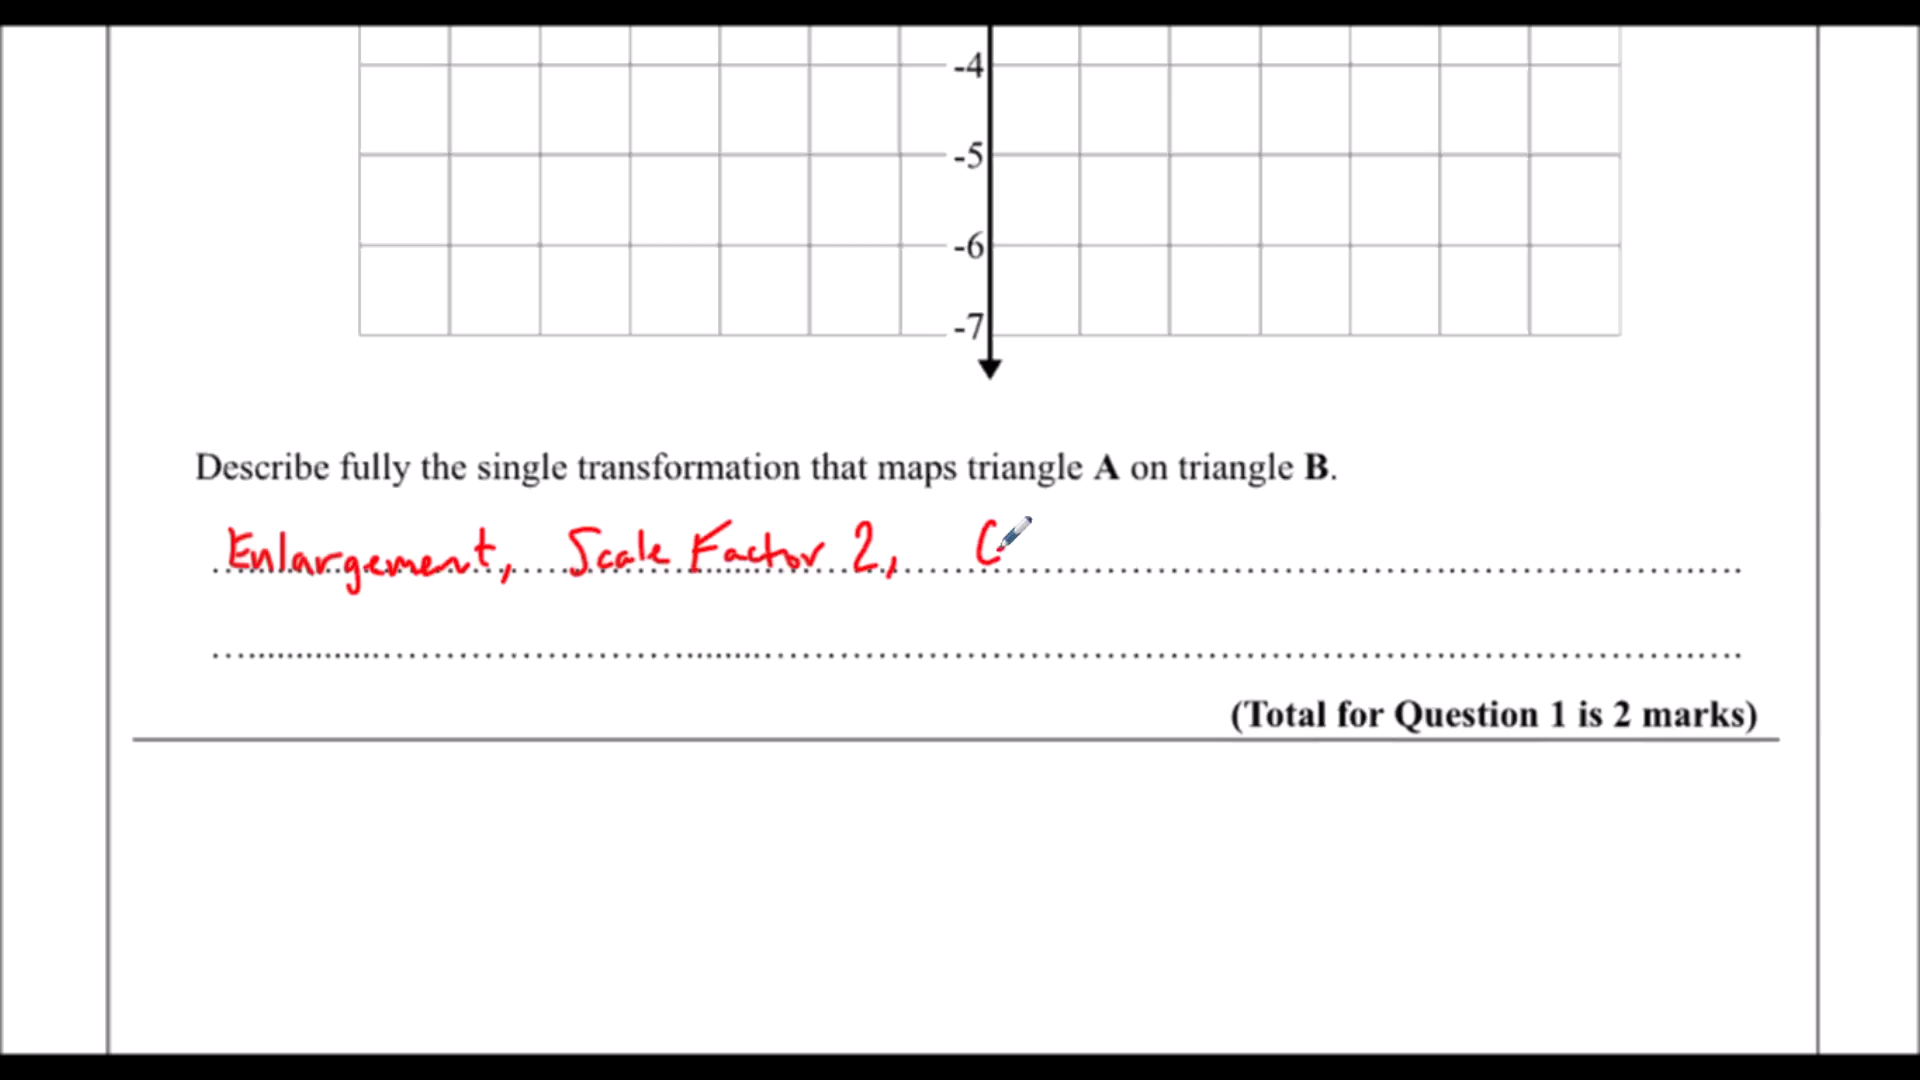 -4
-5
-6
-7
Describe fully the single transformation that maps triangle A on triangle B.
Enlargement, Scale Factor 2, C
(Total for Question 1 is 2 marks)